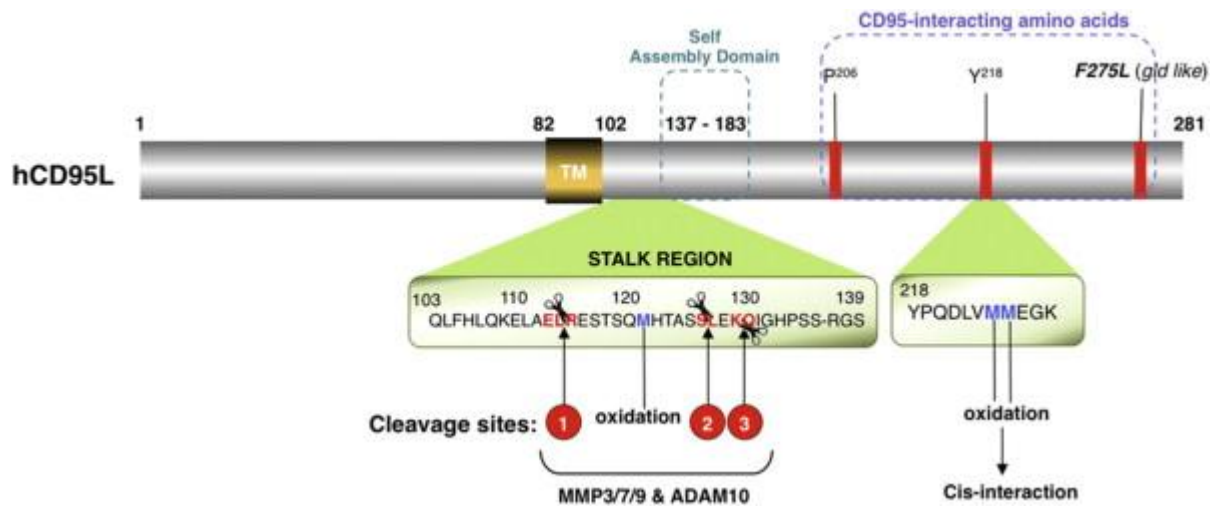 Self
Assembly Domain
CD95-interacting amino acids
P206
Y218
F275L (gld like)
1
82
102
137 - 183
281
hCD95L
TM
STALK REGION
103
110
120
130
139
QLFHLQKELAELRESTSQMHTASSLEKQIGHPSS-RGS
218
YPQDLVMMEGK
Cleavage sites:
1
oxidation
2
3
MMP3/7/9 & ADAM10
oxidation
Cis-interaction